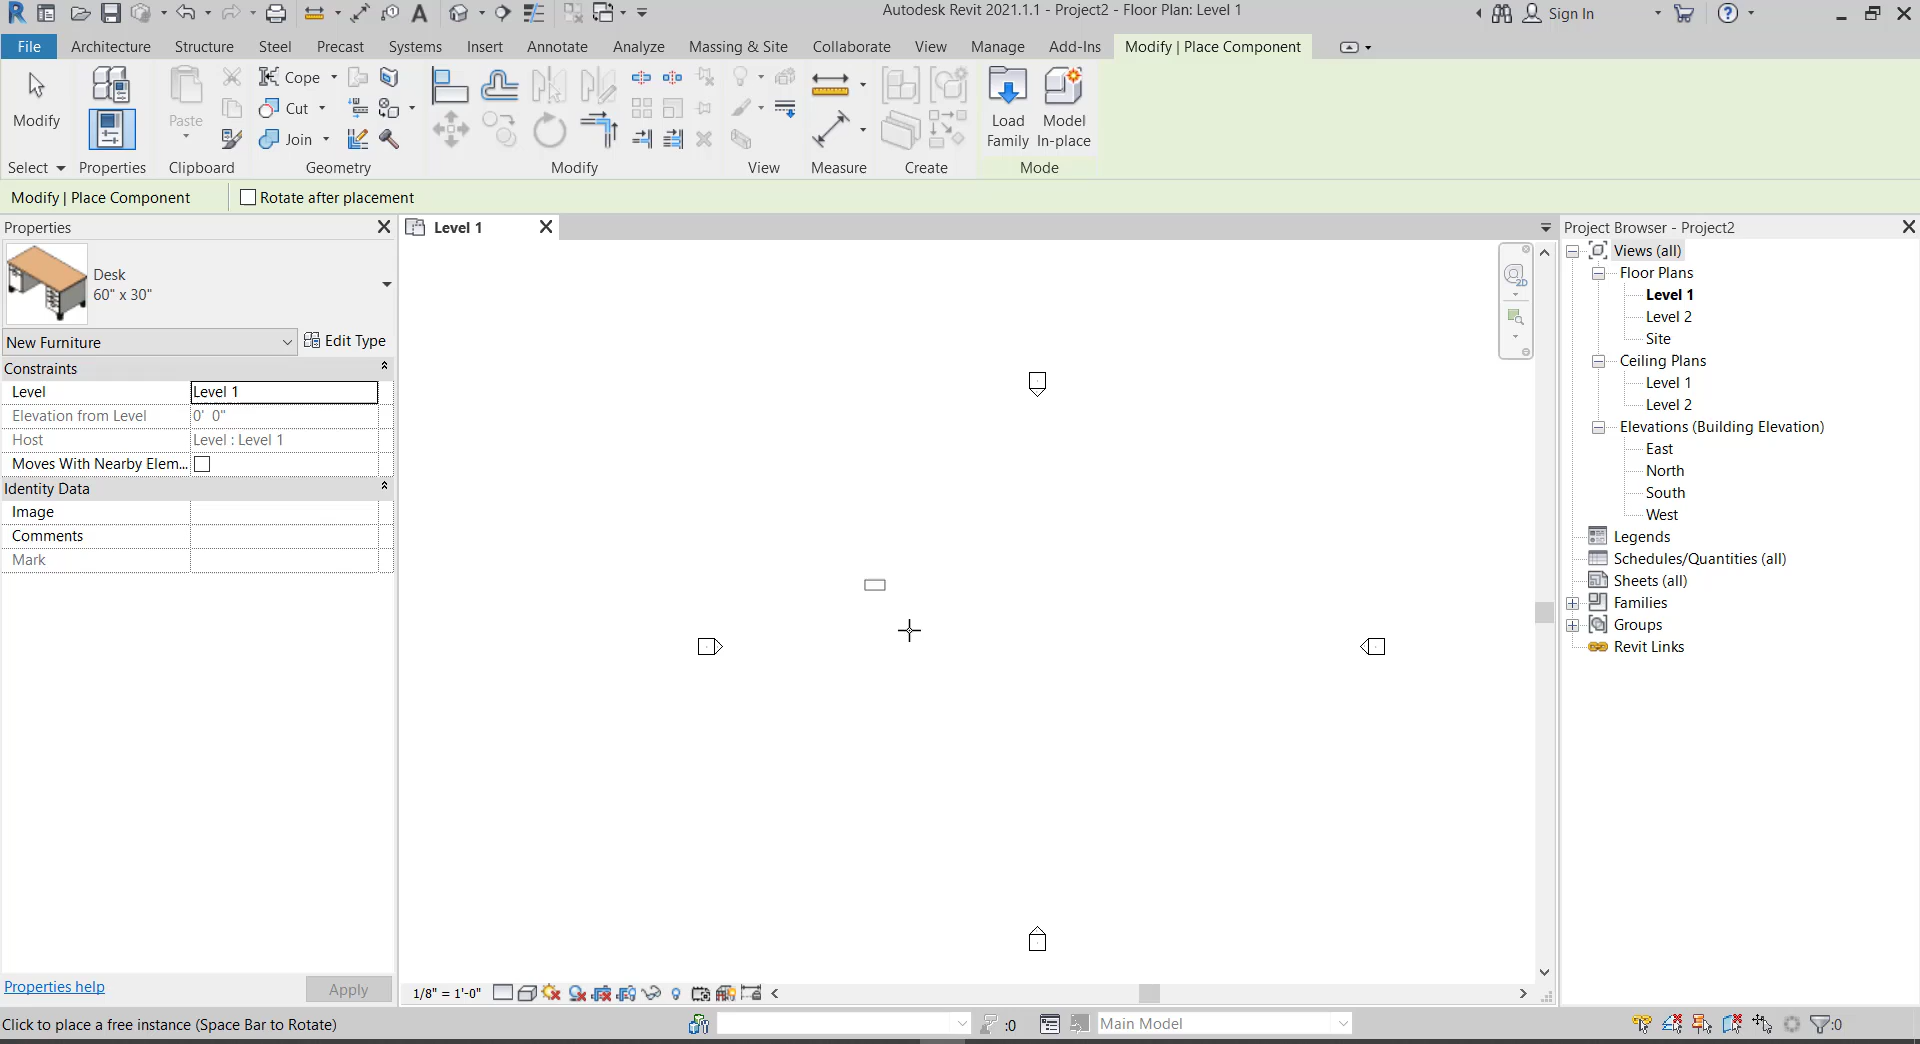 Autodesk Revit 2021.1.1 - Project2 - Floor Plan: Level 1
Sign In
File Architecture Structure Steel Precast Systems Insert Annotate Analyze Massing & Site Collaborate View Manage Add-Ins Modify | Place Component
Modify
Paste
Cope
Cut
Join
Load Family
Model In-place
Select Properties Clipboard Geometry Modify View Measure Create Mode
Modify | Place Component Rotate after placement
Properties
Desk
60" x 30"
New Furniture Edit Type
Constraints
Level Level 1
Elevation from Level 0' 0"
Host Level : Level 1
Moves With Nearby Elem...
Identity Data
Image
Comments
Mark
Properties help Apply
Level 1
2D
1/8" = 1'-0"
Project Browser - Project2
Views (all)
Floor Plans
Level 1
Level 2
Site
Ceiling Plans
Level 1
Level 2
Elevations (Building Elevation)
East
North
South
West
Legends
Schedules/Quantities (all)
Sheets (all)
Families
Groups
Revit Links
Click to place a free instance (Space Bar to Rotate) :0 Main Model :0